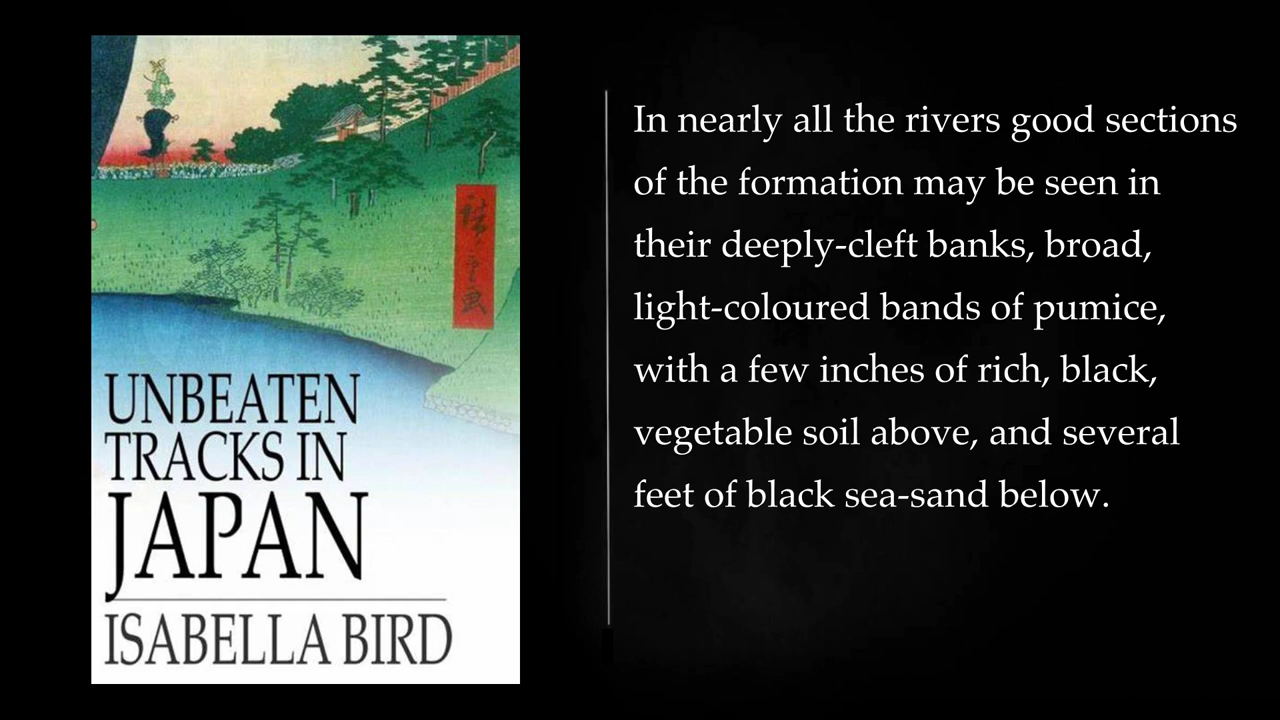 UNBEATEN
TRACKS IN
JAPAN
ISABELLA BIRD
In nearly all the rivers good sections
of the formation may be seen in
their deeply-cleft banks, broad,
light-coloured bands of pumice,
with a few inches of rich, black,
vegetable soil above, and several
feet of black sea-sand below.